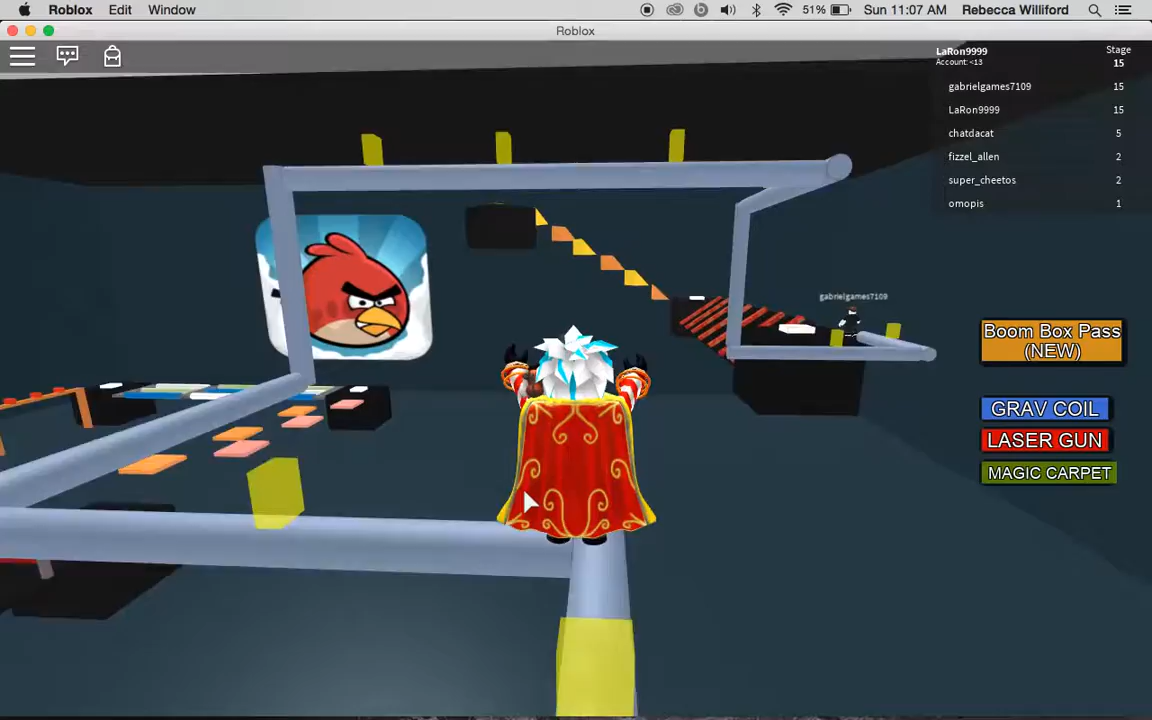 Roblox Edit Window 51% Sun 11:07 AM Rebecca Williford
Roblox
LaRon9999 Stage
Account: <13 15
gabrielgames7109 15
LaRon9999 15
chatdacat 5
fizzel_allen 2
super_cheetos 2
omopis 1
gabrielgames7109
Boom Box Pass
(NEW)
GRAV COIL
LASER GUN
MAGIC CARPET